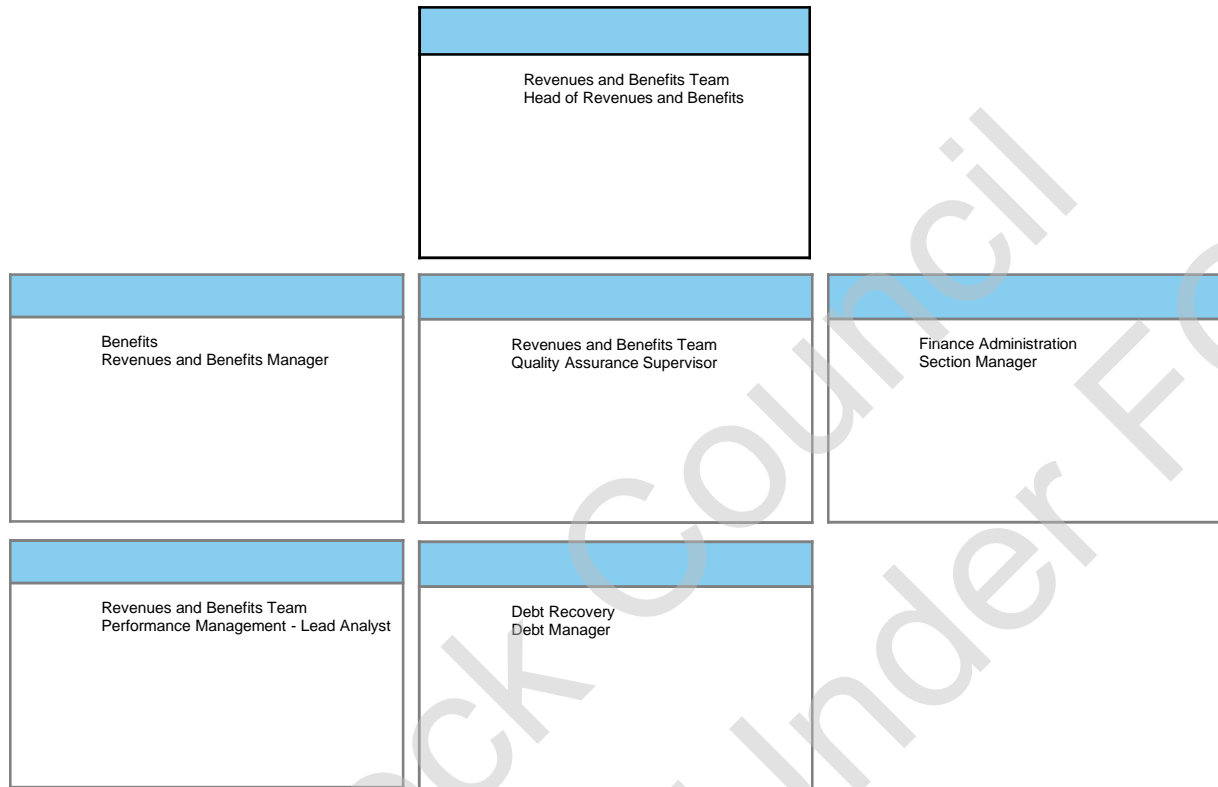 Revenues and Benefits Team
Head of Revenues and Benefits
Benefits
Revenues and Benefits Manager
Revenues and Benefits Team
Quality Assurance Supervisor
Finance Administration
Section Manager
Revenues and Benefits Team
Performance Management - Lead Analyst
Debt Recovery
Debt Manager
Council
Under